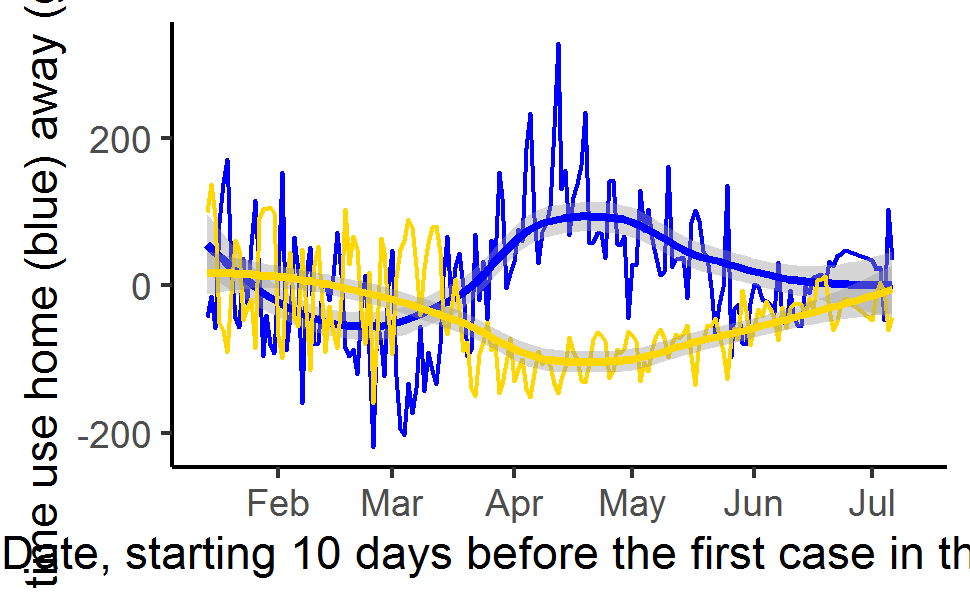 time use home (blue) away (
200
0
-200
Feb Mar Apr May Jun Jul
Date, starting 10 days before the first case in th